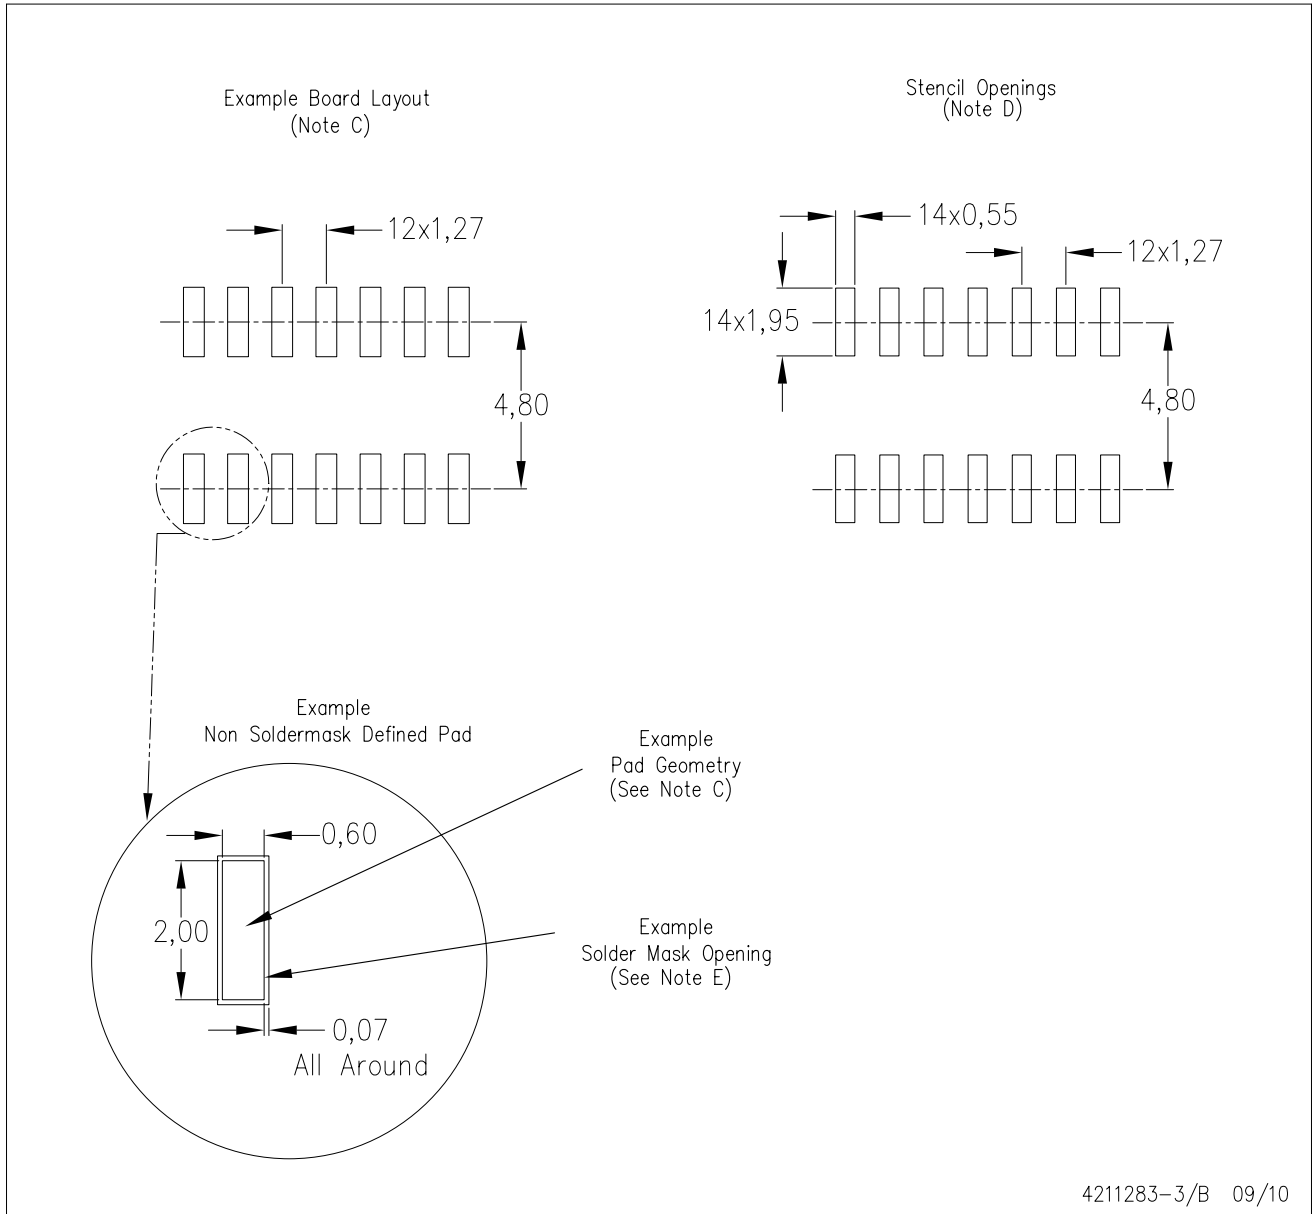 Example Board Layout
(Note C)
Stencil Openings
(Note D)
12x1,27
14x0,55
12x1,27
14x1,95
4,80
4,80
Example
Non Soldermask Defined Pad
Example
Pad Geometry
(See Note C)
0,60
2,00
Example
Solder Mask Opening
(See Note E)
0,07
All Around
4211283-3/B 09/10